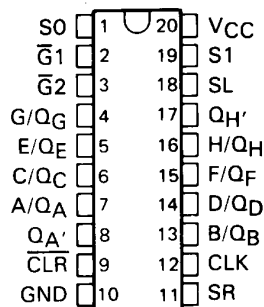 S0 1 20 VCC
G̅1 2 19 S1
G̅2 3 18 SL
G/QG 4 17 QH'
E/QE 5 16 H/QH
C/QC 6 15 F/QF
A/QA 7 14 D/QD
QA' 8 13 B/QB
C̅L̅R̅ 9 12 CLK
GND 10 11 SR